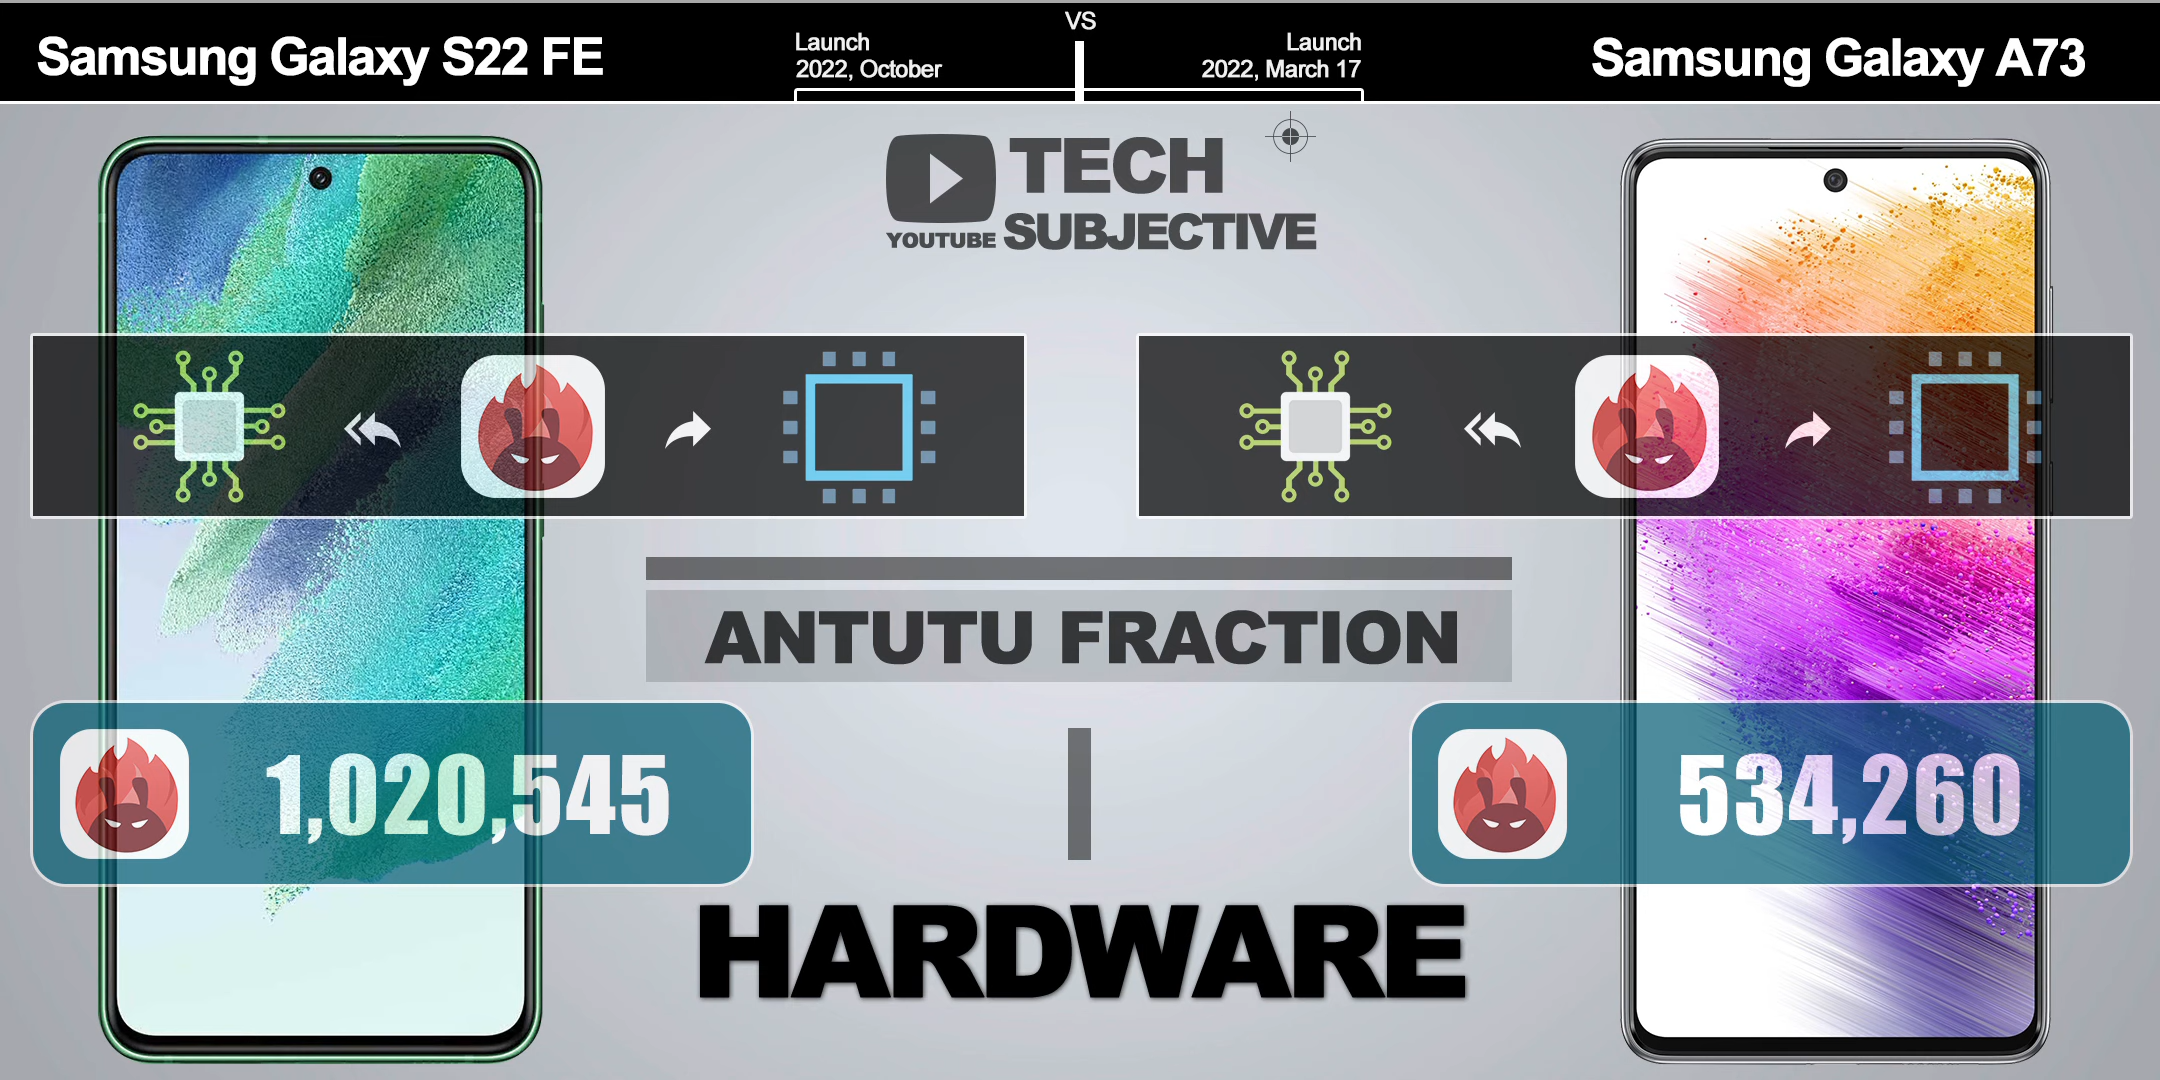 Samsung Galaxy S22 FE
Launch
2022, October
VS
Launch
2022, March 17
Samsung Galaxy A73
TECH
YOUTUBE SUBJECTIVE
ANTUTU FRACTION
1,020,545
534,260
HARDWARE